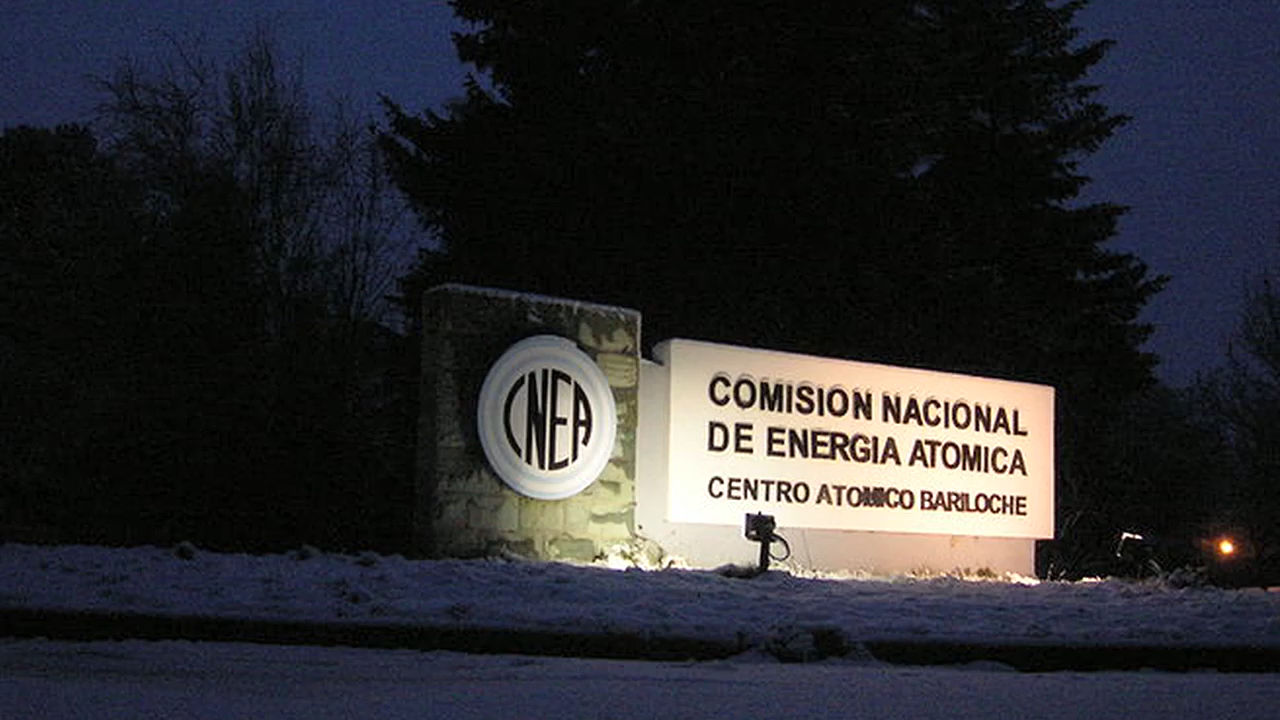 CNEA
COMISION NACIONAL
DE ENERGIA ATOMICA
CENTRO ATOMICO BARILOCHE